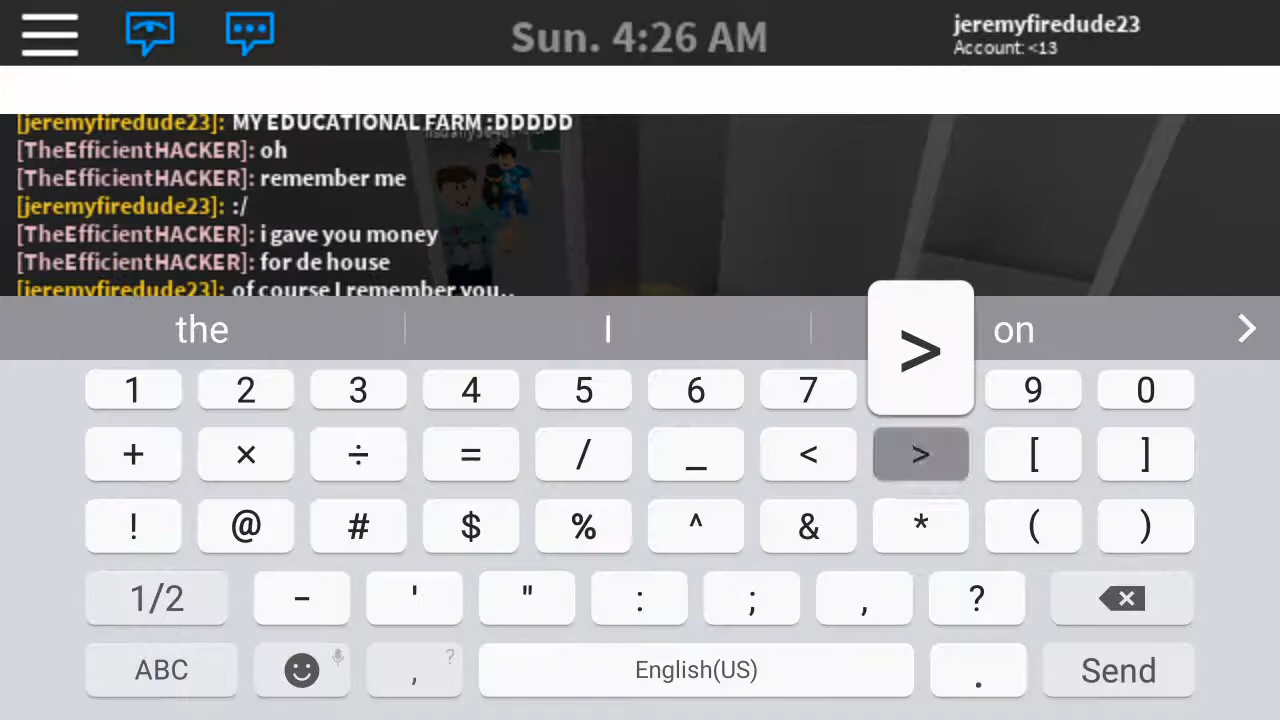 Sun. 4:26 AM
jeremyfiredude23
Account: <13
[jeremyfiredude23]: MY EDUCATIONAL FARM :DDDDD
[TheEfficientHACKER]: oh
[TheEfficientHACKER]: remember me
[jeremyfiredude23]: :/
[TheEfficientHACKER]: i gave you money
[TheEfficientHACKER]: for de house
[jeremyfiredude23]: of course I remember you..
the I on
>
1 2 3 4 5 6 7 9 0
+ × ÷ = / _ < > [ ]
! @ # $ % ^ & * ( )
1/2 - ' " : ; , ?
ABC , ? English(US) . Send